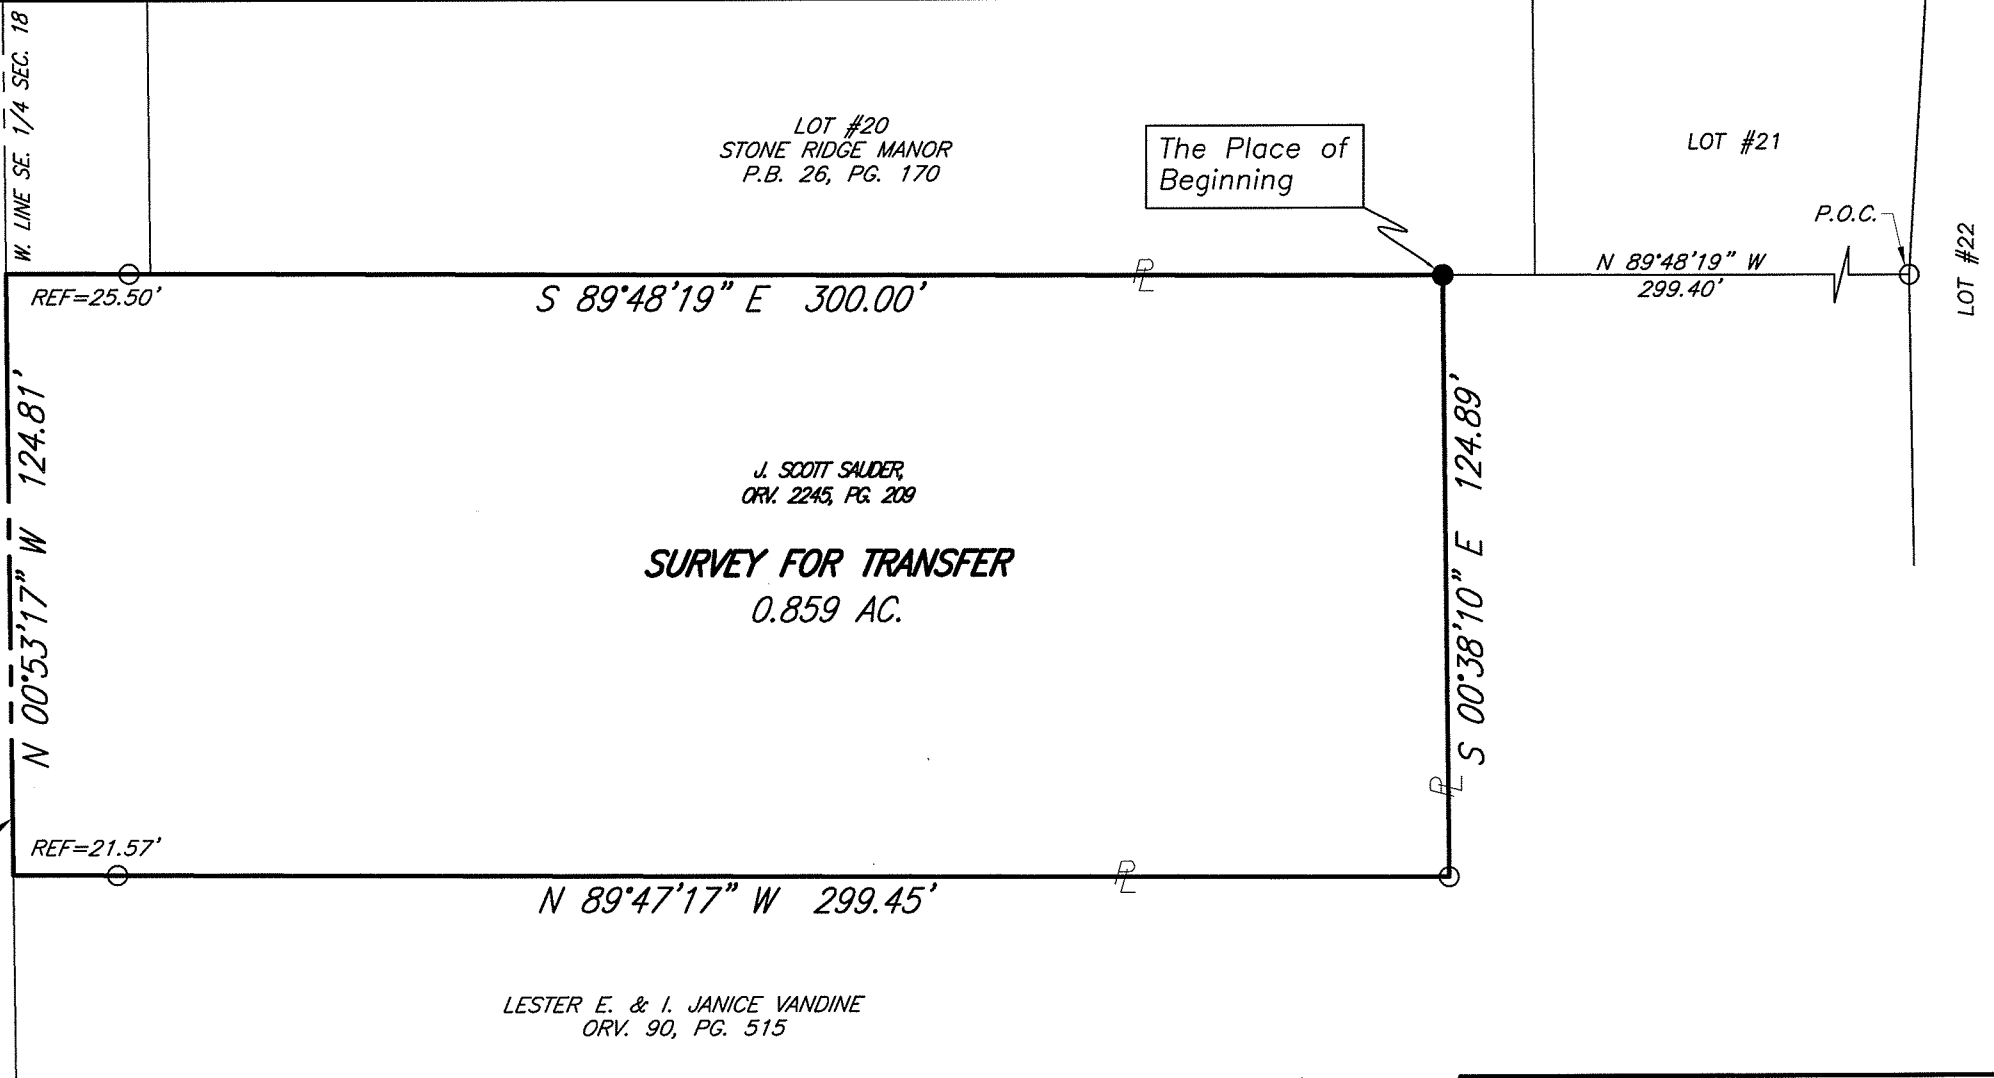 W. LINE SE. 1/4 SEC. 18
LOT #20
STONE RIDGE MANOR
P.B. 26, PG. 170
The Place of
Beginning
LOT #21
P.O.C.
LOT #22
N 89°48'19" W
299.40'
REF=25.50'
S 89°48'19" E 300.00'
PL
N 00°53'17" W 124.81'
J. SCOTT SAUDER,
ORV. 2245, PG. 209
SURVEY FOR TRANSFER
0.859 AC.
S 00°38'10" E 124.89'
PL
REF=21.57'
N 89°47'17" W 299.45'
PL
LESTER E. & I. JANICE VANDINE
ORV. 90, PG. 515